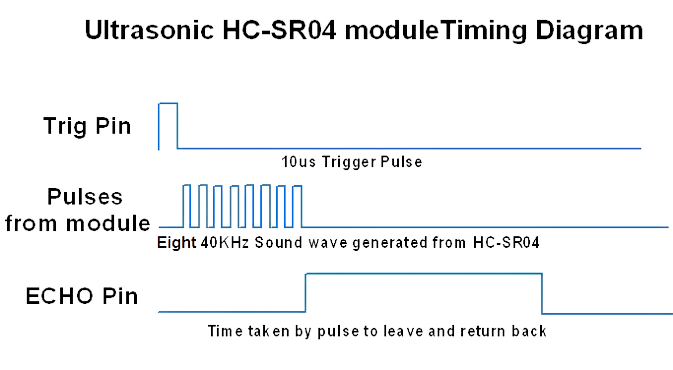 Ultrasonic HC-SR04 moduleTiming Diagram
Trig Pin
10us Trigger Pulse
Pulses
from module
Eight 40KHz Sound wave generated from HC-SR04
ECHO Pin
Time taken by pulse to leave and return back